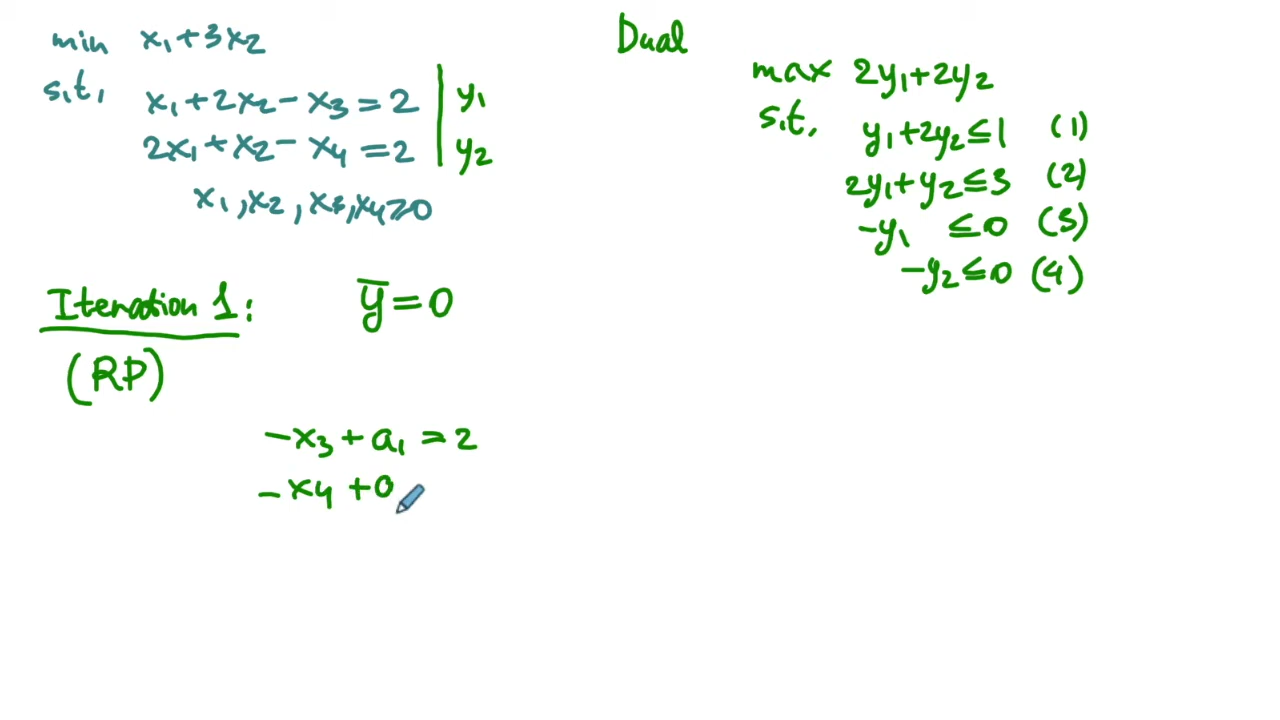 min x₁+3x₂
s.t. x₁+2x₂-x₃=2 | y₁
2x₁+x₂-x₄=2 | y₂
x₁,x₂,x₃,x₄≥0
Dual
max 2y₁+2y₂
s.t. y₁+2y₂≤1 (1)
2y₁+y₂≤3 (2)
-y₁ ≤0 (3)
-y₂≤0 (4)
Iteration 1: y̅=0
(RP)
-x₃+a₁=2
-x₄+0